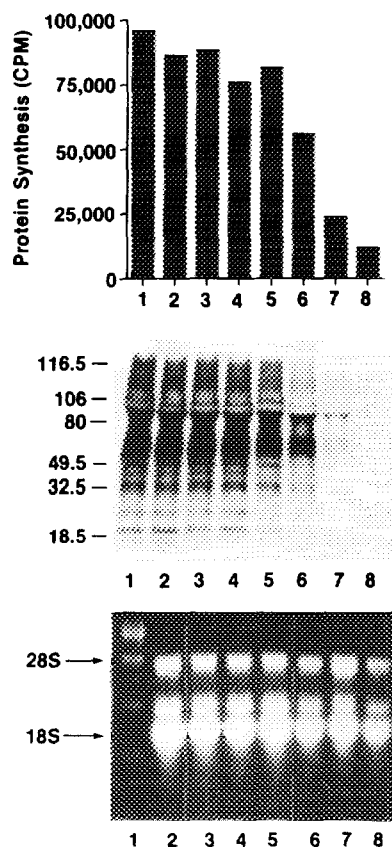 Protein Synthesis (CPM)
100,000
75,000
50,000
25,000
0
1 2 3 4 5 6 7 8
116.5 –
106 –
80 –
49.5 –
32.5 –
18.5 –
1 2 3 4 5 6 7 8
28S →
18S →
1 2 3 4 5 6 7 8